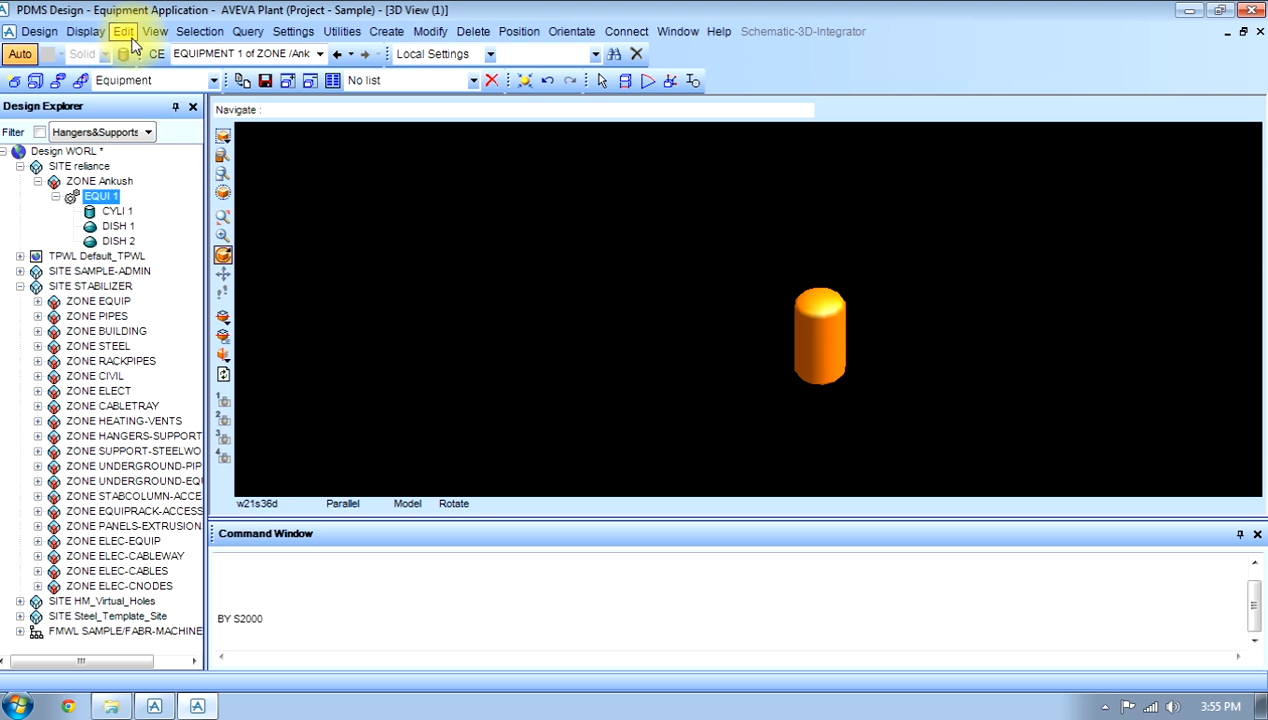 PDMS Design - Equipment Application - AVEVA Plant (Project - Sample) - [3D View (1)]
Design Display Edit View Selection Query Settings Utilities Create Modify Delete Position Orientate Connect Window Help Schematic-3D-Integrator
Auto Solid CE EQUIPMENT 1 of ZONE /Ank Local Settings
Equipment No list
Design Explorer
Navigate :
Filter Hangers&Supports
Design WORL *
SITE reliance
ZONE Ankush
EQUI 1
CYLI 1
DISH 1
DISH 2
TPWL Default_TPWL
SITE SAMPLE-ADMIN
SITE STABILIZER
ZONE EQUIP
ZONE PIPES
ZONE BUILDING
ZONE STEEL
ZONE RACKPIPES
ZONE CIVIL
ZONE ELECT
ZONE CABLETRAY
ZONE HEATING-VENTS
ZONE HANGERS-SUPPORT
ZONE SUPPORT-STEELWO
ZONE UNDERGROUND-PIP
ZONE UNDERGROUND-EQU
ZONE STABCOLUMN-ACCE
ZONE EQUIPRACK-ACCESS
ZONE PANELS-EXTRUSION
ZONE ELEC-EQUIP
ZONE ELEC-CABLEWAY
ZONE ELEC-CABLES
ZONE ELEC-CNODES
SITE HM_Virtual_Holes
SITE Steel_Template_Site
FMWL SAMPLE/FABR-MACHINE
1
2
3
4
w21s36d Parallel Model Rotate
Command Window
BY S2000
3:55 PM